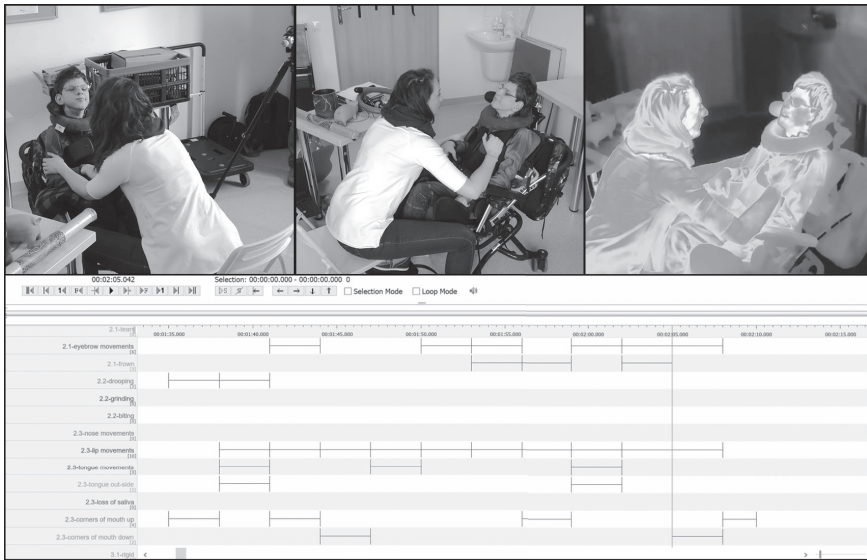 00:02:05.042 Selection: 00:00:00.000 - 00:00:00.000 0
Selection Mode Loop Mode
2.1-tears
00:01:35.000 00:01:40.000 00:01:45.000 00:01:50.000 00:01:55.000 00:02:00.000 00:02:05.000 00:02:10.000 00:02:15.000
2.1-eyebrow movements
2.1-frown
2.2-drooping
2.2-grinding
2.2-biting
2.3-nose movements
2.3-lip movements
2.3-tongue movements
2.3-tongue out-side
2.3-loss of saliva
2.3-corners of mouth up
2.3-corners of mouth down
3.1-rigid